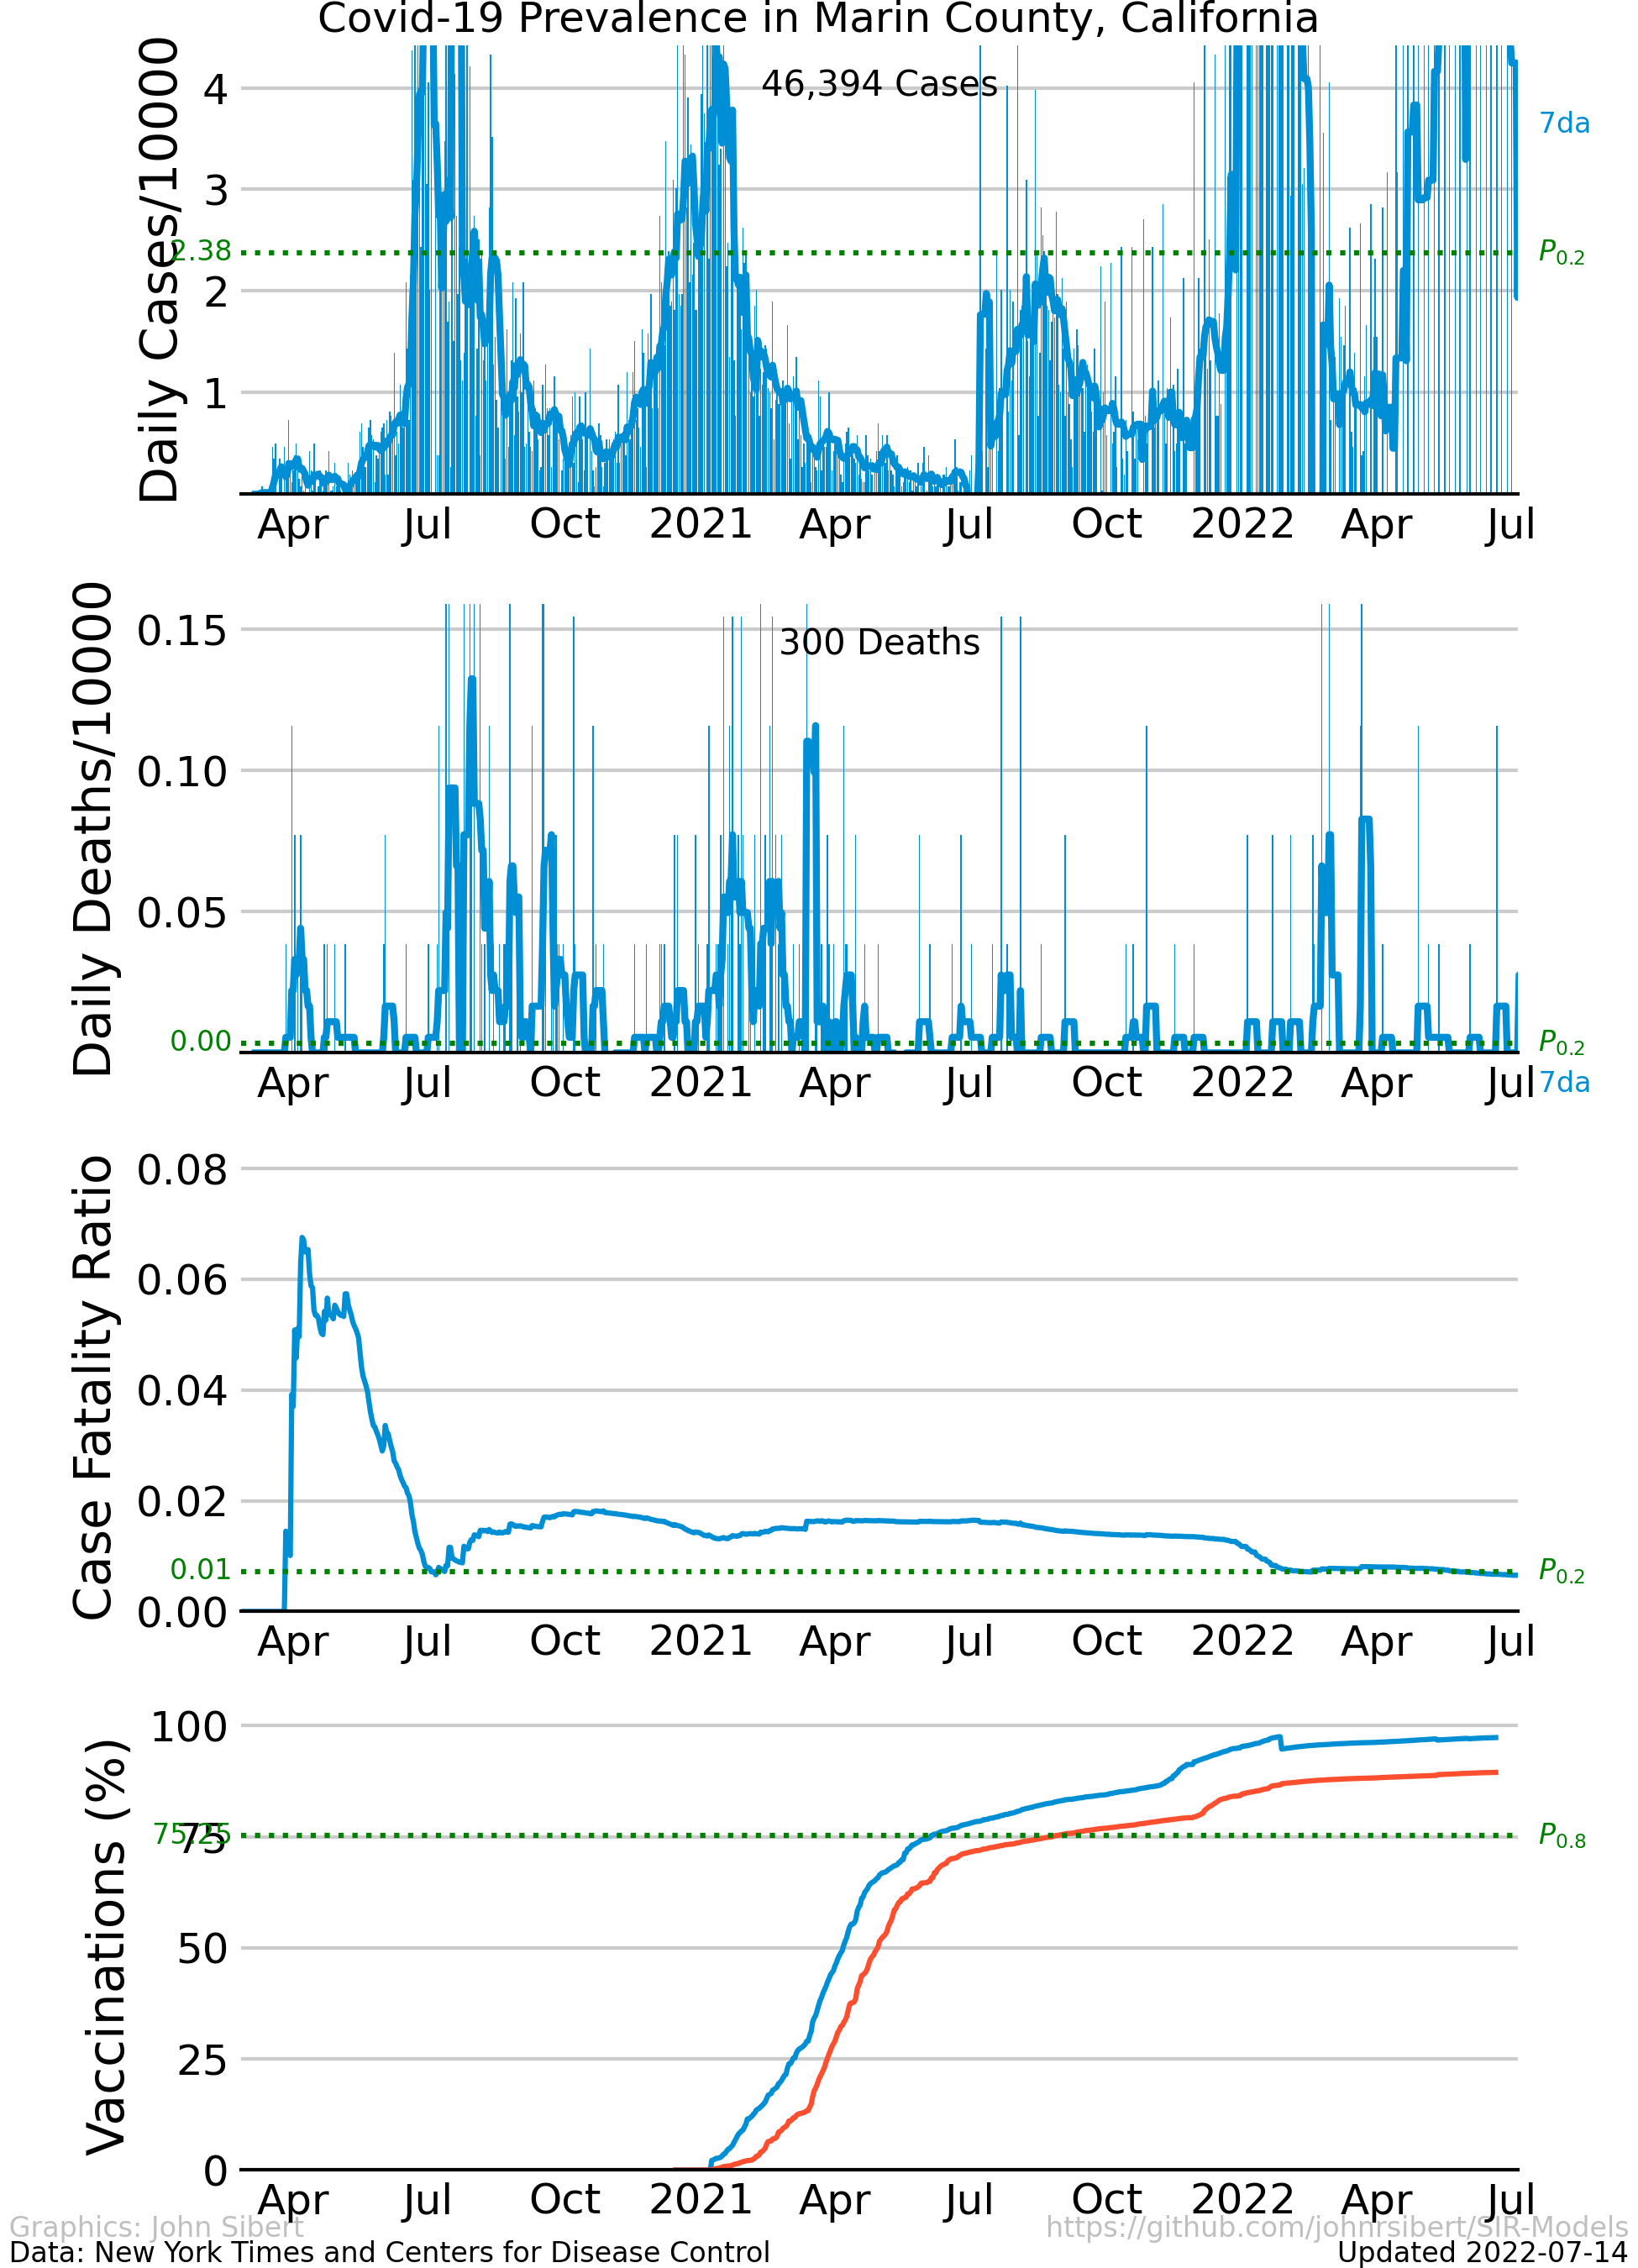 Covid-19 Prevalence in Marin County, California
Daily Cases/10000
46,394 Cases
4
3
2
1
2.38
7da
P0.2
Apr Jul Oct 2021 Apr Jul Oct 2022 Apr Jul
Daily Deaths/10000
300 Deaths
0.15
0.10
0.05
0.00
P0.2
7da
Apr Jul Oct 2021 Apr Jul Oct 2022 Apr Jul
Case Fatality Ratio
0.08
0.06
0.04
0.02
0.01
0.00
P0.2
Apr Jul Oct 2021 Apr Jul Oct 2022 Apr Jul
Vaccinations (%)
100
75
75.25
50
25
0
P0.8
Apr Jul Oct 2021 Apr Jul Oct 2022 Apr Jul
Graphics: John Sibert
https://github.com/johnrsibert/SIR-Models
Data: New York Times and Centers for Disease Control
Updated 2022-07-14